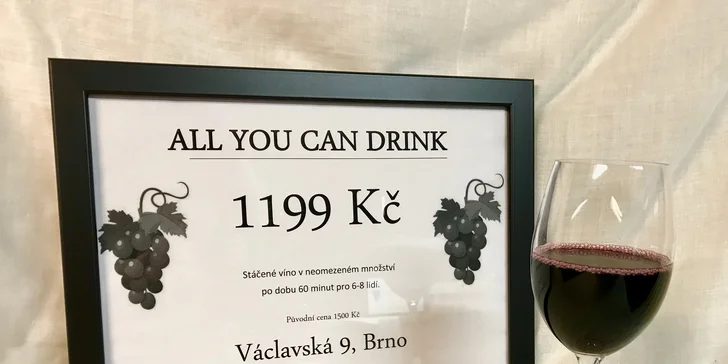 ALL YOU CAN DRINK
1199 Kč
Stáčené víno v neomezeném množství
po dobu 60 minut pro 6-8 lidí.
Původní cena 1500 Kč
Václavská 9, Brno